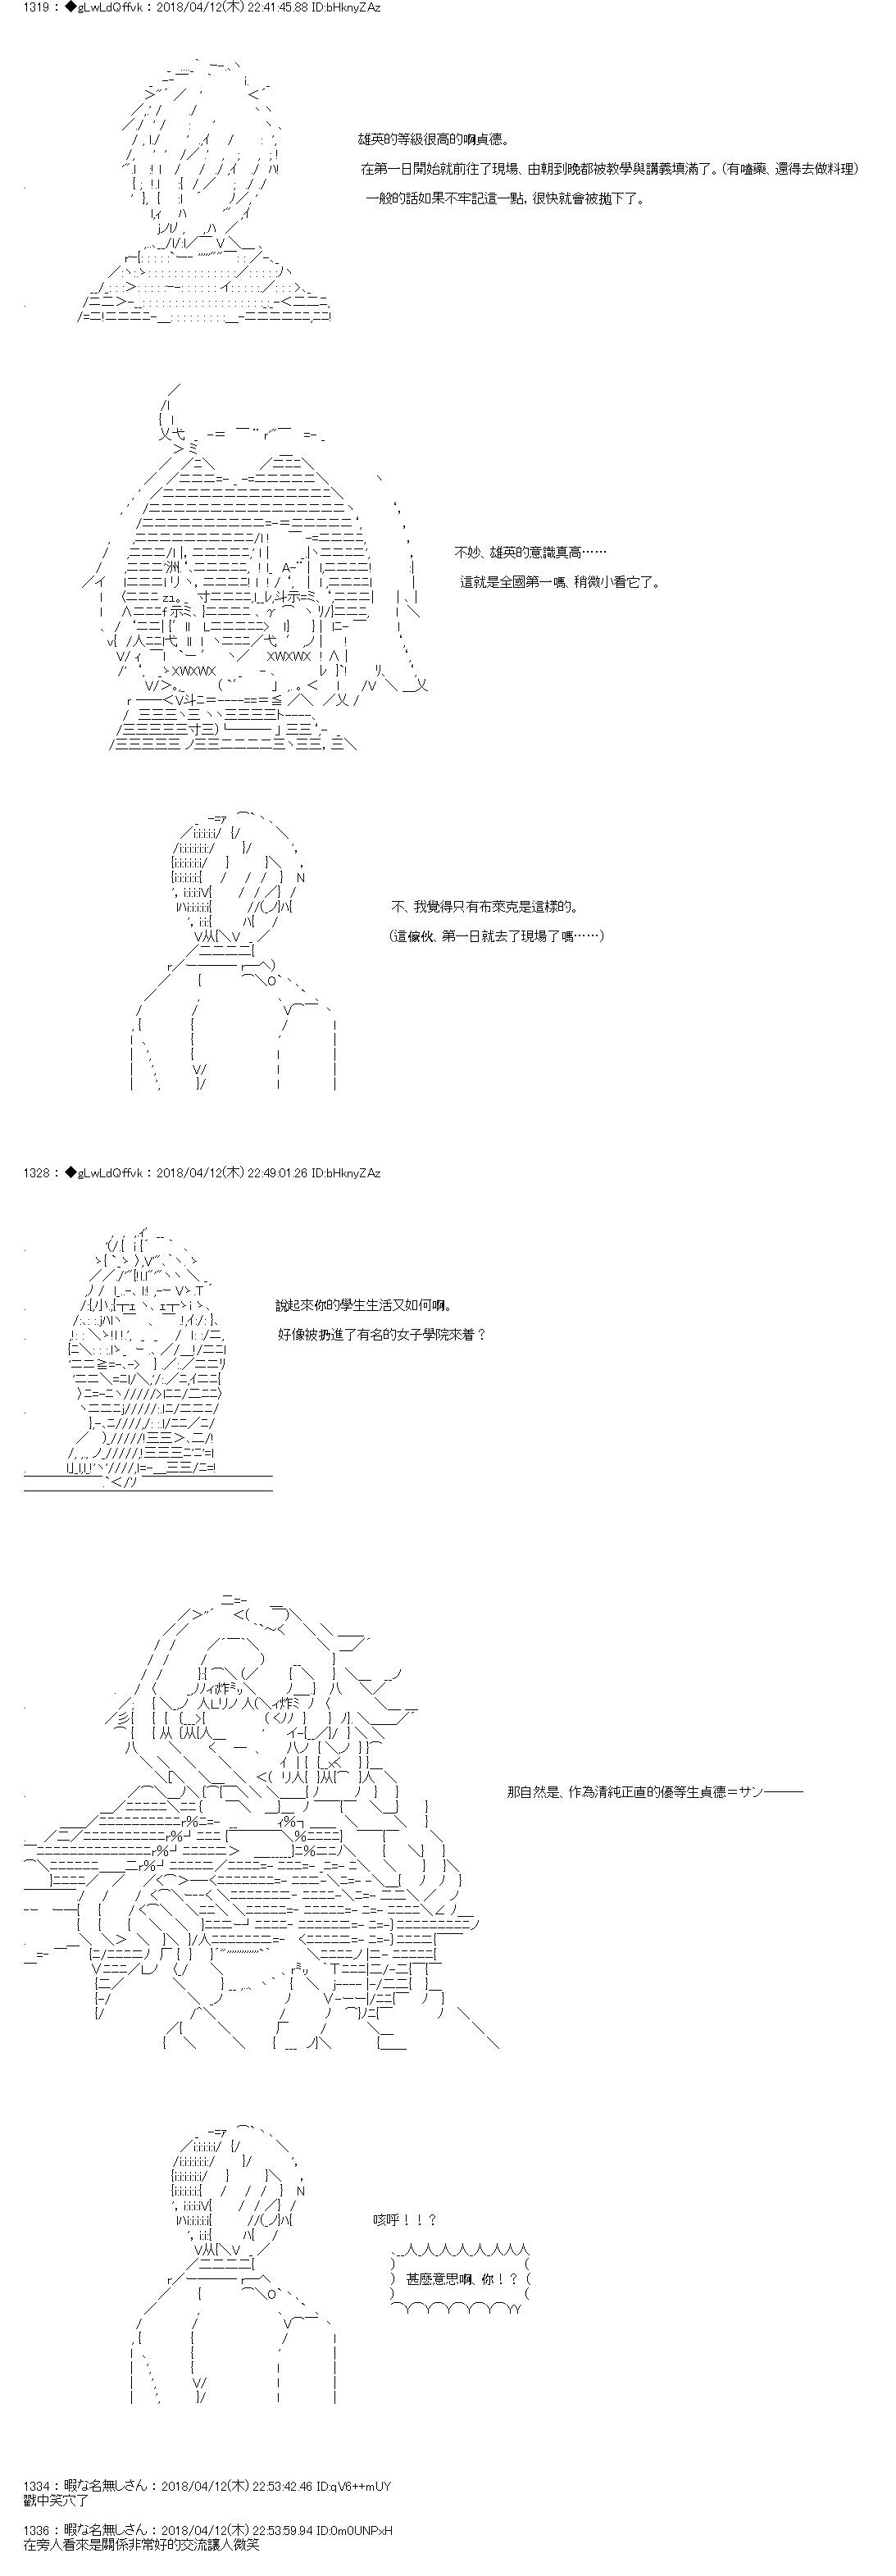 1319 : ◆gLwLdQffvk : 2018/04/12(木) 22:41:45.88 ID:bHknyZAz
雄英的等級很高的啊貞德。
在第一日開始就前往了現場、由朝到晚都被教學與講義填滿了。(有嗑藥、還得去做料理)
一般的話如果不牢記這一點，很快就會被拋下了。
不妙、雄英的意識真高……
這就是全國第一嗎、稍微小看它了。
不、我覺得只有布萊克是這樣的。
(這傢伙、第一日就去了現場了嗎……)
1328 : ◆gLwLdQffvk : 2018/04/12(木) 22:49:01.26 ID:bHknyZAz
說起來你的學生生活又如何啊。
好像被扔進了有名的女子學院來着？
那自然是、作為清純正直的優等生貞德＝サン━━━
咳呼！！？
甚麼意思啊、你！？
1334 : 暇な名無しさん : 2018/04/12(木) 22:53:42.46 ID:qV6++mUY
戳中笑穴了
1336 : 暇な名無しさん : 2018/04/12(木) 22:53:59.94 ID:0m0UNPxH
在旁人看來是關係非常好的交流讓人微笑